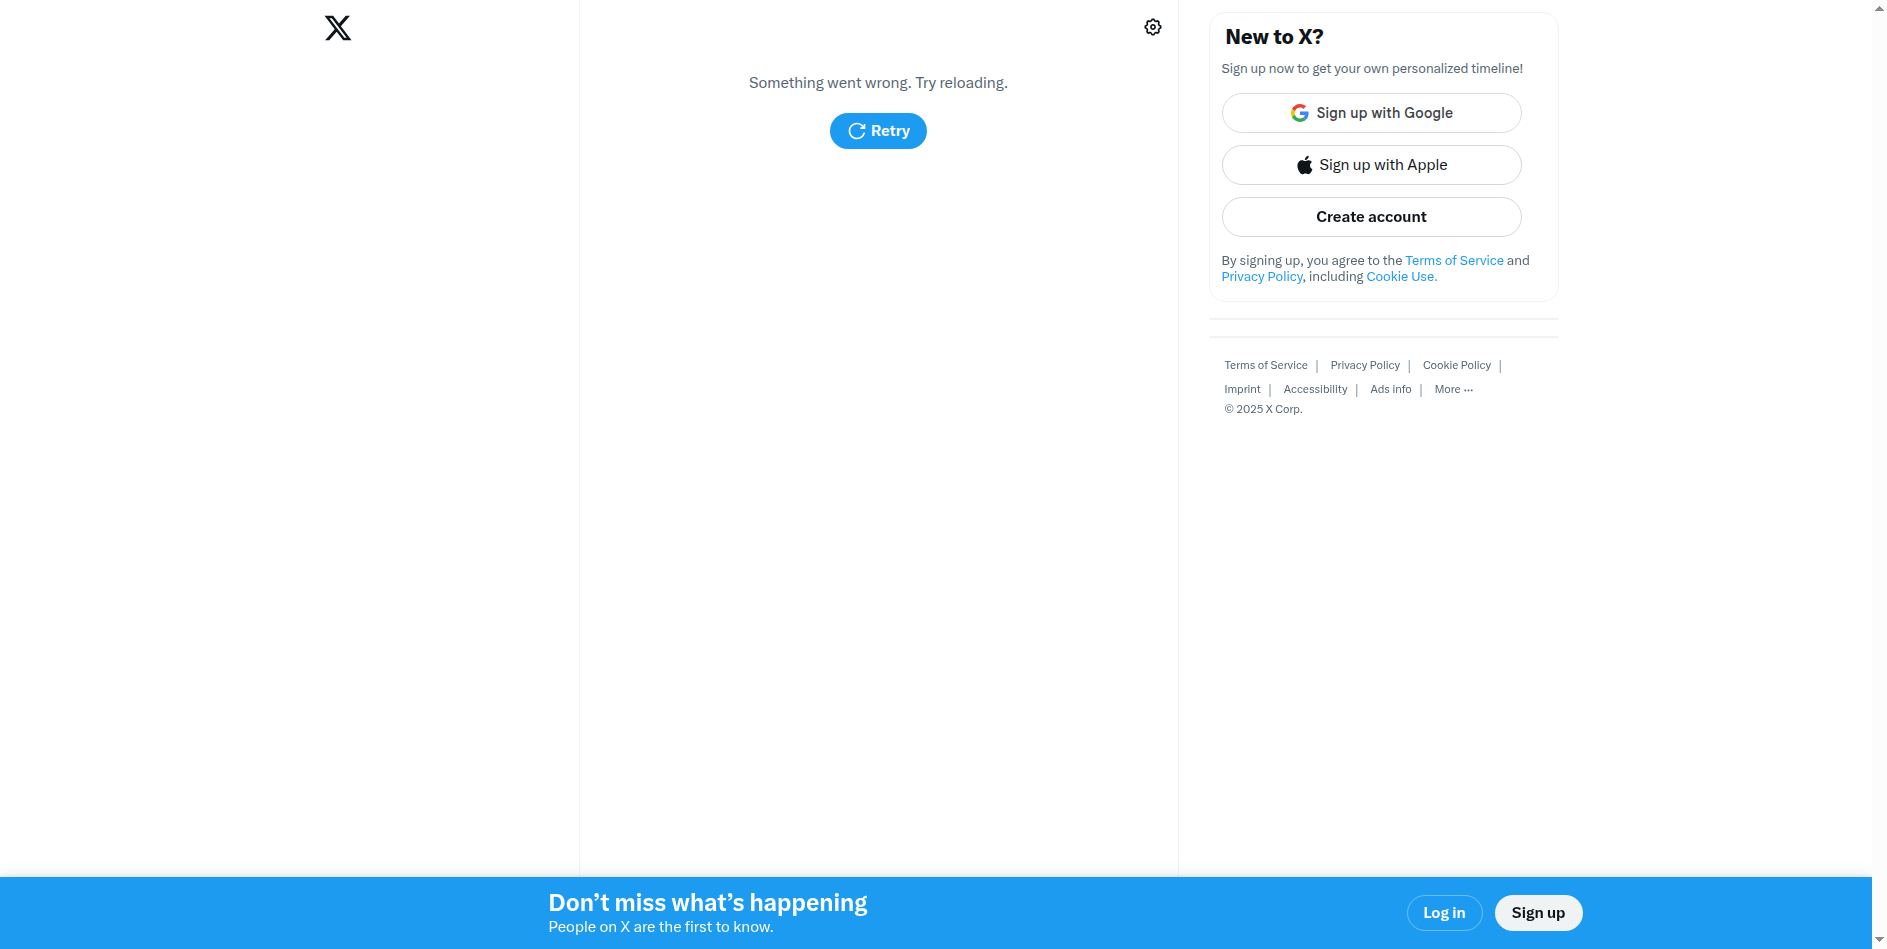 Something went wrong. Try reloading.
Retry
New to X?
Sign up now to get your own personalized timeline!
Sign up with Google
Sign up with Apple
Create account
By signing up, you agree to the Terms of Service and
Privacy Policy, including Cookie Use.
Terms of Service | Privacy Policy | Cookie Policy |
Imprint | Accessibility | Ads info | More ···
© 2025 X Corp.
Don’t miss what’s happening
People on X are the first to know.
Log in
Sign up